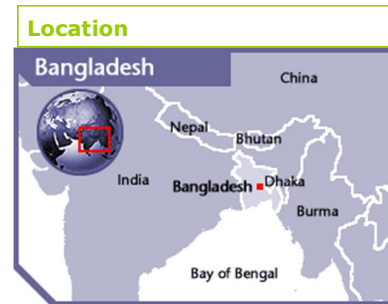 Location
Bangladesh
China
Nepal
Bhutan
India
Bangladesh Dhaka
Burma
Bay of Bengal